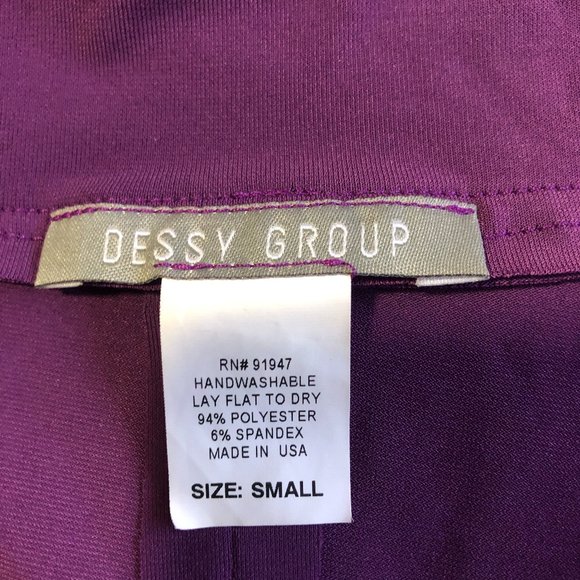 DESSY GROUP
RN# 91947
HANDWASHABLE
LAY FLAT TO DRY
94% POLYESTER
6% SPANDEX
MADE IN USA
SIZE: SMALL